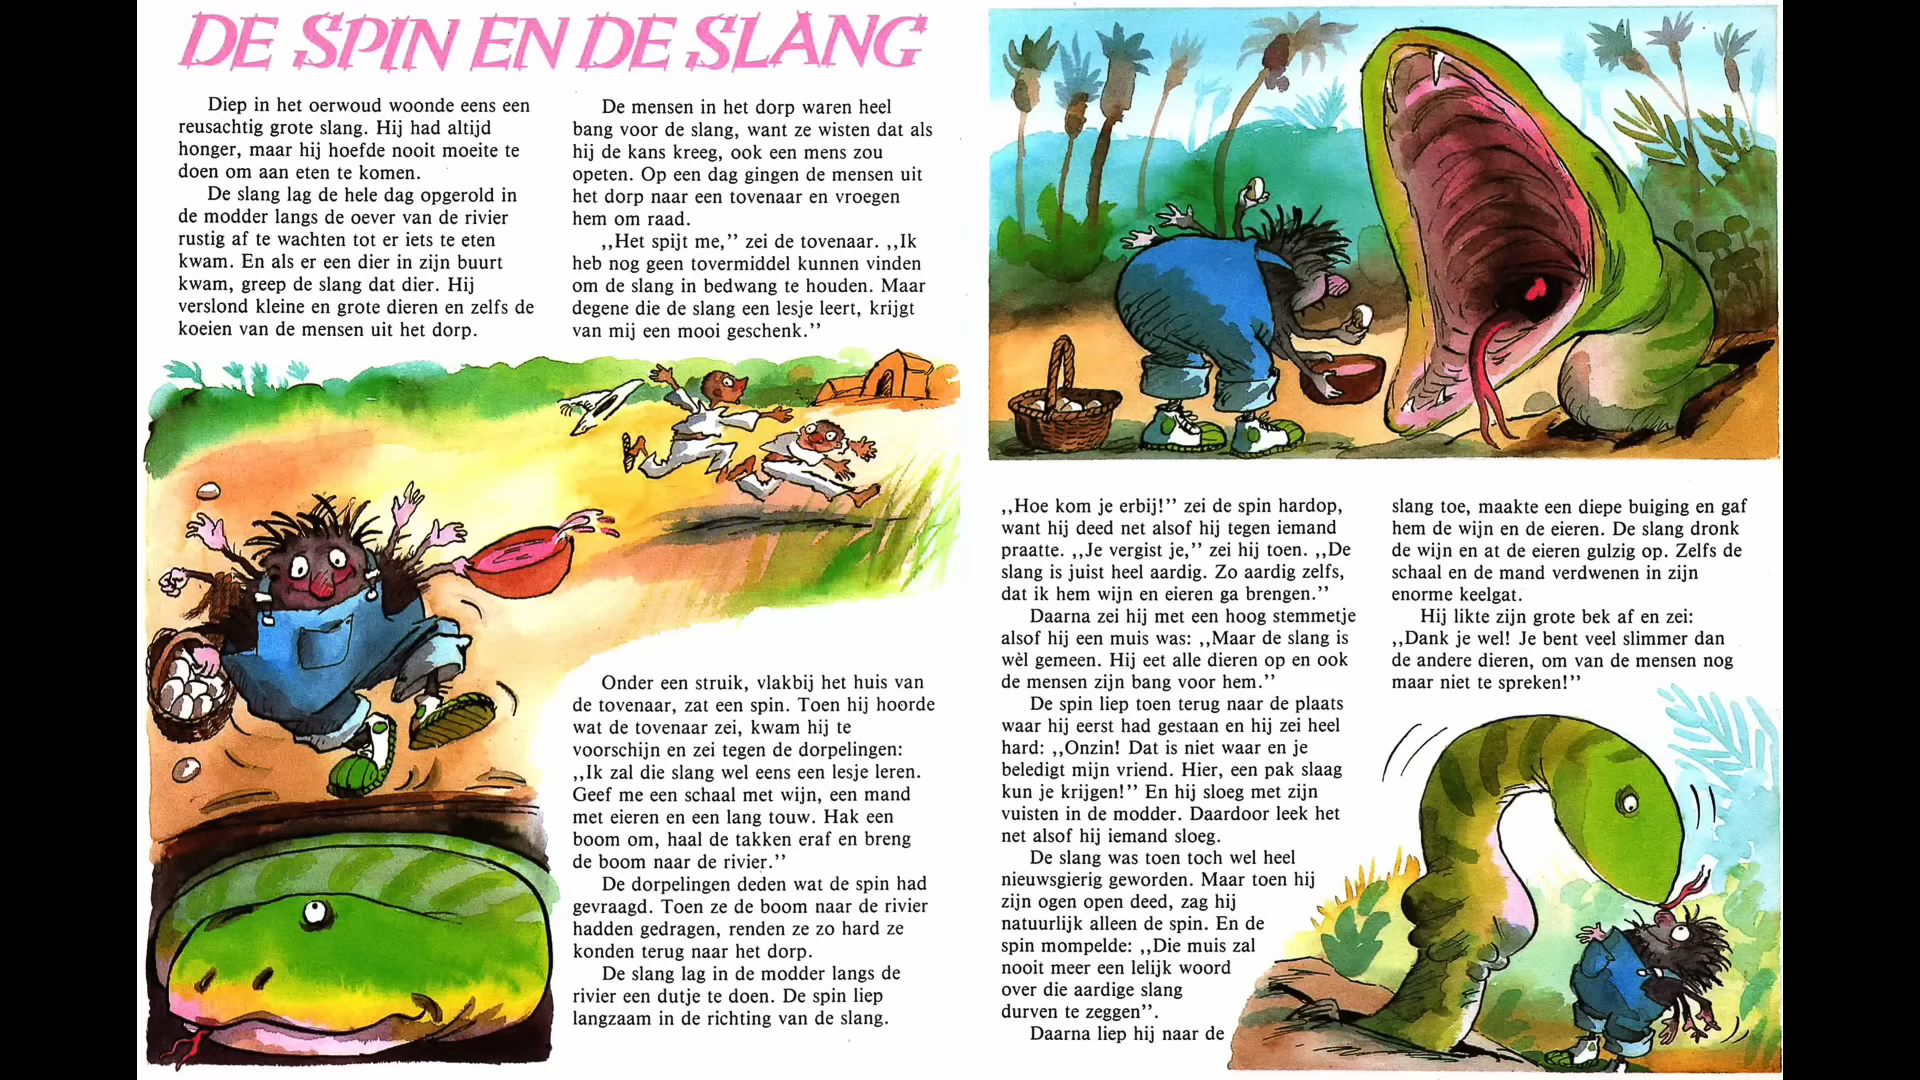 DE SPIN EN DE SLANG
Diep in het oerwoud woonde eens een
reusachtig grote slang. Hij had altijd
honger, maar hij hoefde nooit moeite te
doen om aan eten te komen.
De slang lag de hele dag opgerold in
de modder langs de oever van de rivier
rustig af te wachten tot er iets te eten
kwam. En als er een dier in zijn buurt
kwam, greep de slang dat dier. Hij
verslond kleine en grote dieren en zelfs de
koeien van de mensen uit het dorp.
De mensen in het dorp waren heel
bang voor de slang, want ze wisten dat als
hij de kans kreeg, ook een mens zou
opeten. Op een dag gingen de mensen uit
het dorp naar een tovenaar en vroegen
hem om raad.
,,Het spijt me,'' zei de tovenaar. ,,Ik
heb nog geen tovermiddel kunnen vinden
om de slang in bedwang te houden. Maar
degene die de slang een lesje leert, krijgt
van mij een mooi geschenk.''
Onder een struik, vlakbij het huis van
de tovenaar, zat een spin. Toen hij hoorde
wat de tovenaar zei, kwam hij te
voorschijn en zei tegen de dorpelingen:
,,Ik zal die slang wel eens een lesje leren.
Geef me een schaal met wijn, een mand
met eieren en een lang touw. Hak een
boom om, haal de takken eraf en breng
de boom naar de rivier.''
De dorpelingen deden wat de spin had
gevraagd. Toen ze de boom naar de rivier
hadden gedragen, renden ze zo hard ze
konden terug naar het dorp.
De slang lag in de modder langs de
rivier een dutje te doen. De spin liep
langzaam in de richting van de slang.
,,Hoe kom je erbij!'' zei de spin hardop,
want hij deed net alsof hij tegen iemand
praatte. ,,Je vergist je,'' zei hij toen. ,,De
slang is juist heel aardig. Zo aardig zelfs,
dat ik hem wijn en eieren ga brengen.''
Daarna zei hij met een hoog stemmetje
alsof hij een muis was: ,,Maar de slang is
wèl gemeen. Hij eet alle dieren op en ook
de mensen zijn bang voor hem.''
De spin liep toen terug naar de plaats
waar hij eerst had gestaan en hij zei heel
hard: ,,Onzin! Dat is niet waar en je
beledigt mijn vriend. Hier, een pak slaag
kun je krijgen!'' En hij sloeg met zijn
vuisten in de modder. Daardoor leek het
net alsof hij iemand sloeg.
De slang was toen toch wel heel
nieuwsgierig geworden. Maar toen hij
zijn ogen open deed, zag hij
natuurlijk alleen de spin. En de
spin mompelde: ,,Die muis zal
nooit meer een lelijk woord
over die aardige slang
durven te zeggen''.
Daarna liep hij naar de
slang toe, maakte een diepe buiging en gaf
hem de wijn en de eieren. De slang dronk
de wijn en at de eieren gulzig op. Zelfs de
schaal en de mand verdwenen in zijn
enorme keelgat.
Hij likte zijn grote bek af en zei:
,,Dank je wel! Je bent veel slimmer dan
de andere dieren, om van de mensen nog
maar niet te spreken!''